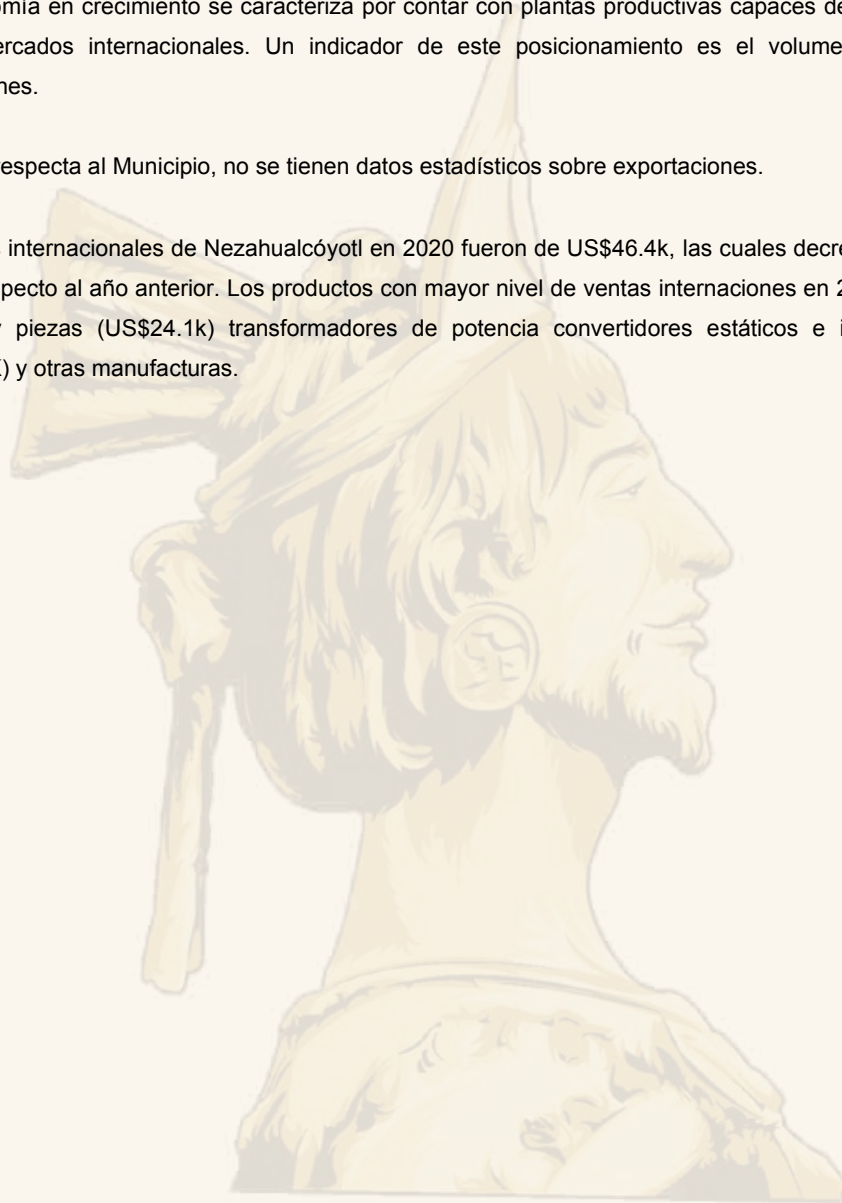 omía en crecimiento se caracteriza por contar con plantas productivas capaces de
ercados internacionales. Un indicador de este posicionamiento es el volume
nes.
respecta al Municipio, no se tienen datos estadísticos sobre exportaciones.
s internacionales de Nezahualcóyotl en 2020 fueron de US$46.4k, las cuales decre
pecto al año anterior. Los productos con mayor nivel de ventas internaciones en 2
y piezas (US$24.1k) transformadores de potencia convertidores estáticos e i
) y otras manufacturas.